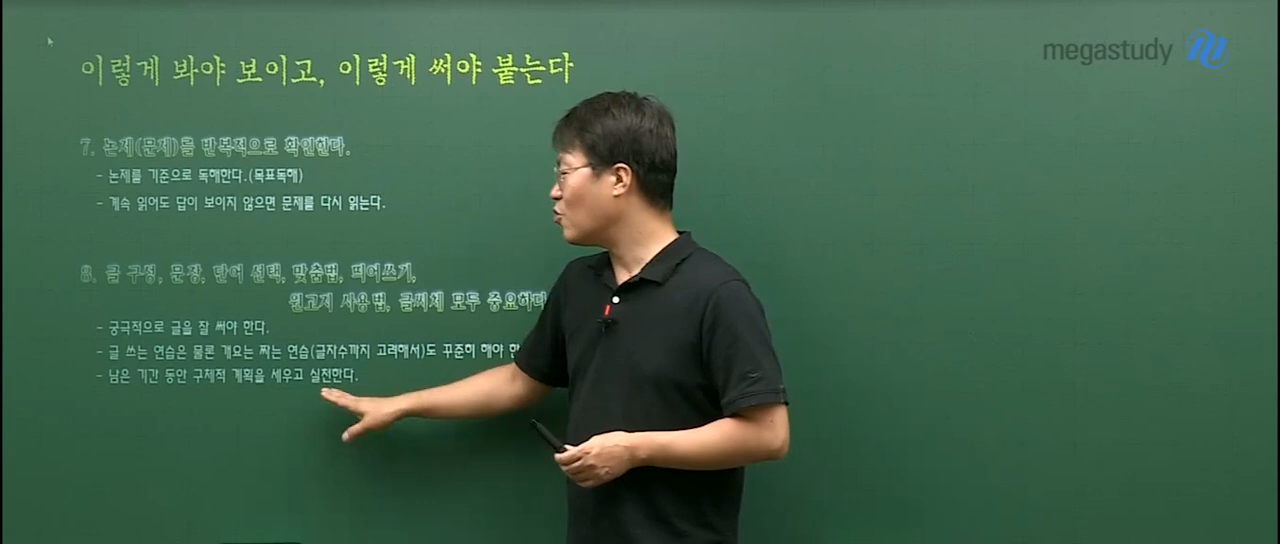 megastudy
이렇게 봐야 보이고, 이렇게 써야 붙는다
7. 논제(문제)를 반복적으로 확인한다.
- 논제를 기준으로 독해한다.(목표독해)
- 계속 읽어도 답이 보이지 않으면 문제를 다시 읽는다.
8. 글 구성, 문장, 단어 선택, 맞춤법, 띄어쓰기,
원고지 사용법, 글씨체 모두 중요하다
- 궁극적으로 글을 잘 써야 한다.
- 글 쓰는 연습은 물론 개요는 짜는 연습(글자수까지 고려해서)도 꾸준히 해야
- 남은 기간 동안 구체적 계획을 세우고 실천한다.